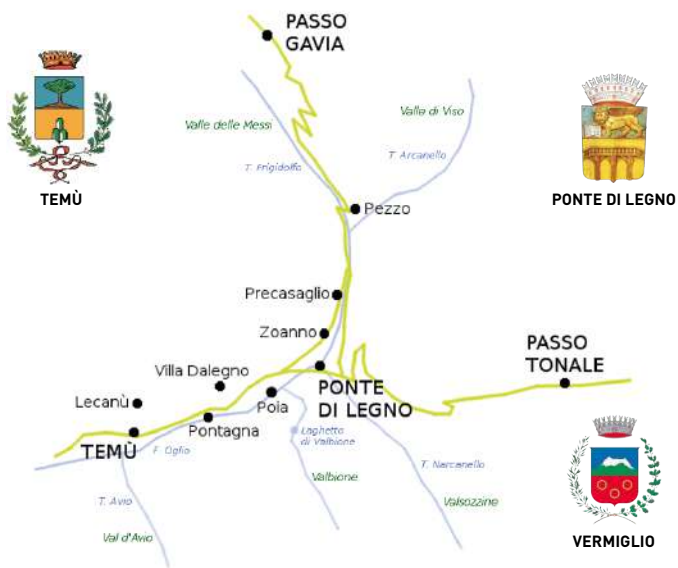 PASSO
GAVIA
Valle delle Messi
Valle di Viso
T. Frigidolfo
T. Arcanello
TEMÙ
PONTE DI LEGNO
Pezzo
Precasaglio
Zoanno
PASSO
TONALE
Villa Dalegno
PONTE
DI LEGNO
Lecanù
Poia
Pontagna
TEMÙ
F. Oglio
Laghetto
di Valbione
T. Narcanello
Valbione
T. Avio
Valsozzine
Val d'Avio
VERMIGLIO